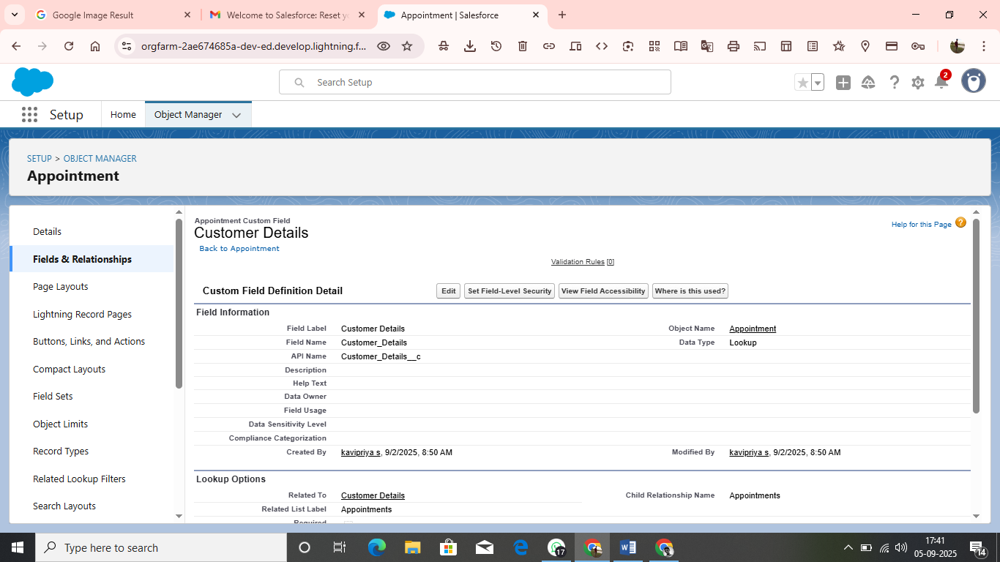 Google Image Result
Welcome to Salesforce: Reset yo
Appointment | Salesforce
orgfarm-2ae674685a-dev-ed.develop.lightning.f...
Search Setup
2
Setup
Home
Object Manager
SETUP > OBJECT MANAGER
Appointment
Details
Fields & Relationships
Page Layouts
Lightning Record Pages
Buttons, Links, and Actions
Compact Layouts
Field Sets
Object Limits
Record Types
Related Lookup Filters
Search Layouts
Appointment Custom Field
Customer Details
Back to Appointment
Help for this Page ?
Validation Rules [0]
Custom Field Definition Detail
Edit
Set Field-Level Security
View Field Accessibility
Where is this used?
Field Information
Field Label Customer Details Object Name Appointment
Field Name Customer_Details Data Type Lookup
API Name Customer_Details__c
Description
Help Text
Data Owner
Field Usage
Data Sensitivity Level
Compliance Categorization
Created By kavipriya s, 9/2/2025, 8:50 AM Modified By kavipriya s, 9/2/2025, 8:50 AM
Lookup Options
Related To Customer Details Child Relationship Name Appointments
Related List Label Appointments
Required
Type here to search
17
17:41
05-09-2025
14